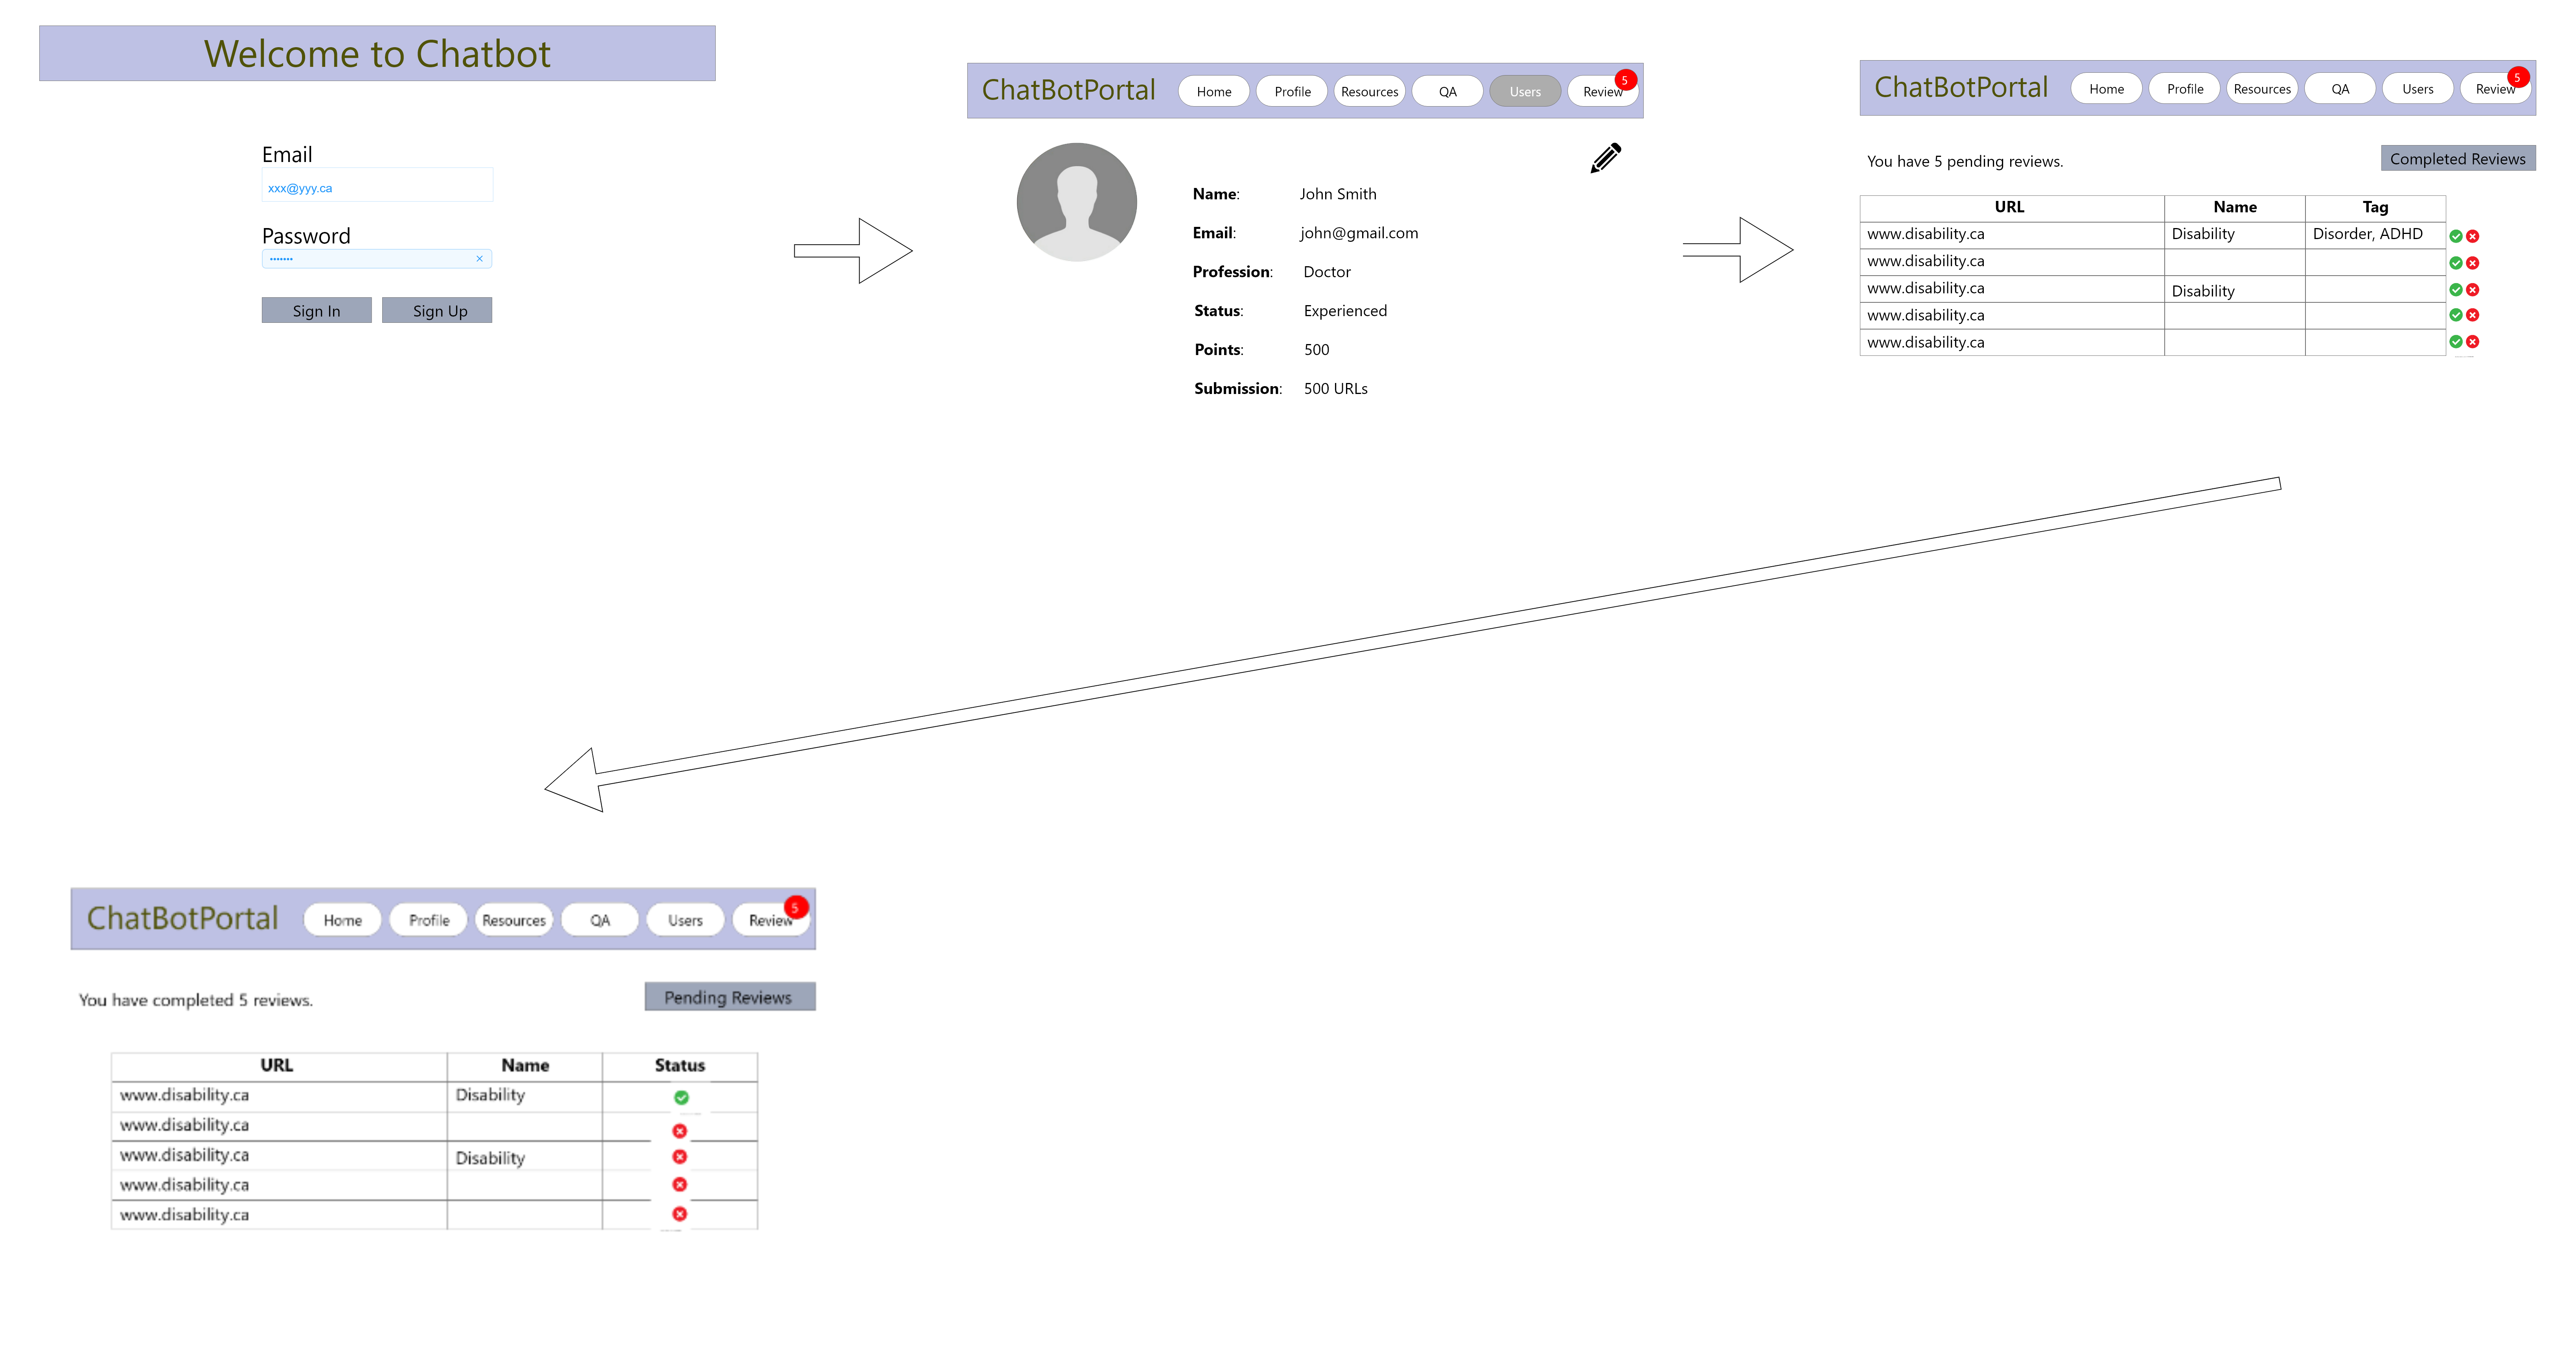 Welcome to Chatbot
Email
xxx@yyy.ca
Password
•••••••
Sign In Sign Up
ChatBotPortal Home Profile Resources QA Users Review 5
Name: John Smith
Email: john@gmail.com
Profession: Doctor
Status: Experienced
Points: 500
Submission: 500 URLs
ChatBotPortal Home Profile Resources QA Users Review 5
You have 5 pending reviews. Completed Reviews
URL Name Tag
www.disability.ca Disability Disorder, ADHD
www.disability.ca
www.disability.ca Disability
www.disability.ca
www.disability.ca
ChatBotPortal Home Profile Resources QA Users Review 5
You have completed 5 reviews. Pending Reviews
URL Name Status
www.disability.ca Disability
www.disability.ca
www.disability.ca Disability
www.disability.ca
www.disability.ca